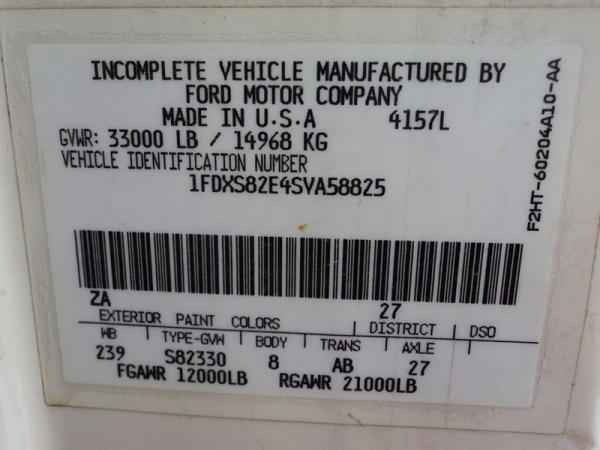 INCOMPLETE VEHICLE MANUFACTURED BY
FORD MOTOR COMPANY
MADE IN U.S.A 4157L
GVWR: 33000 LB / 14968 KG
VEHICLE IDENTIFICATION NUMBER
1FDXS82E4SVA58825
ZA 27
EXTERIOR PAINT COLORS DISTRICT DSO
WB TYPE-GVW BODY TRANS AXLE
239 S82330 8 AB 27
FGAWR 12000LB RGAWR 21000LB
F2HT-60204A10-AA